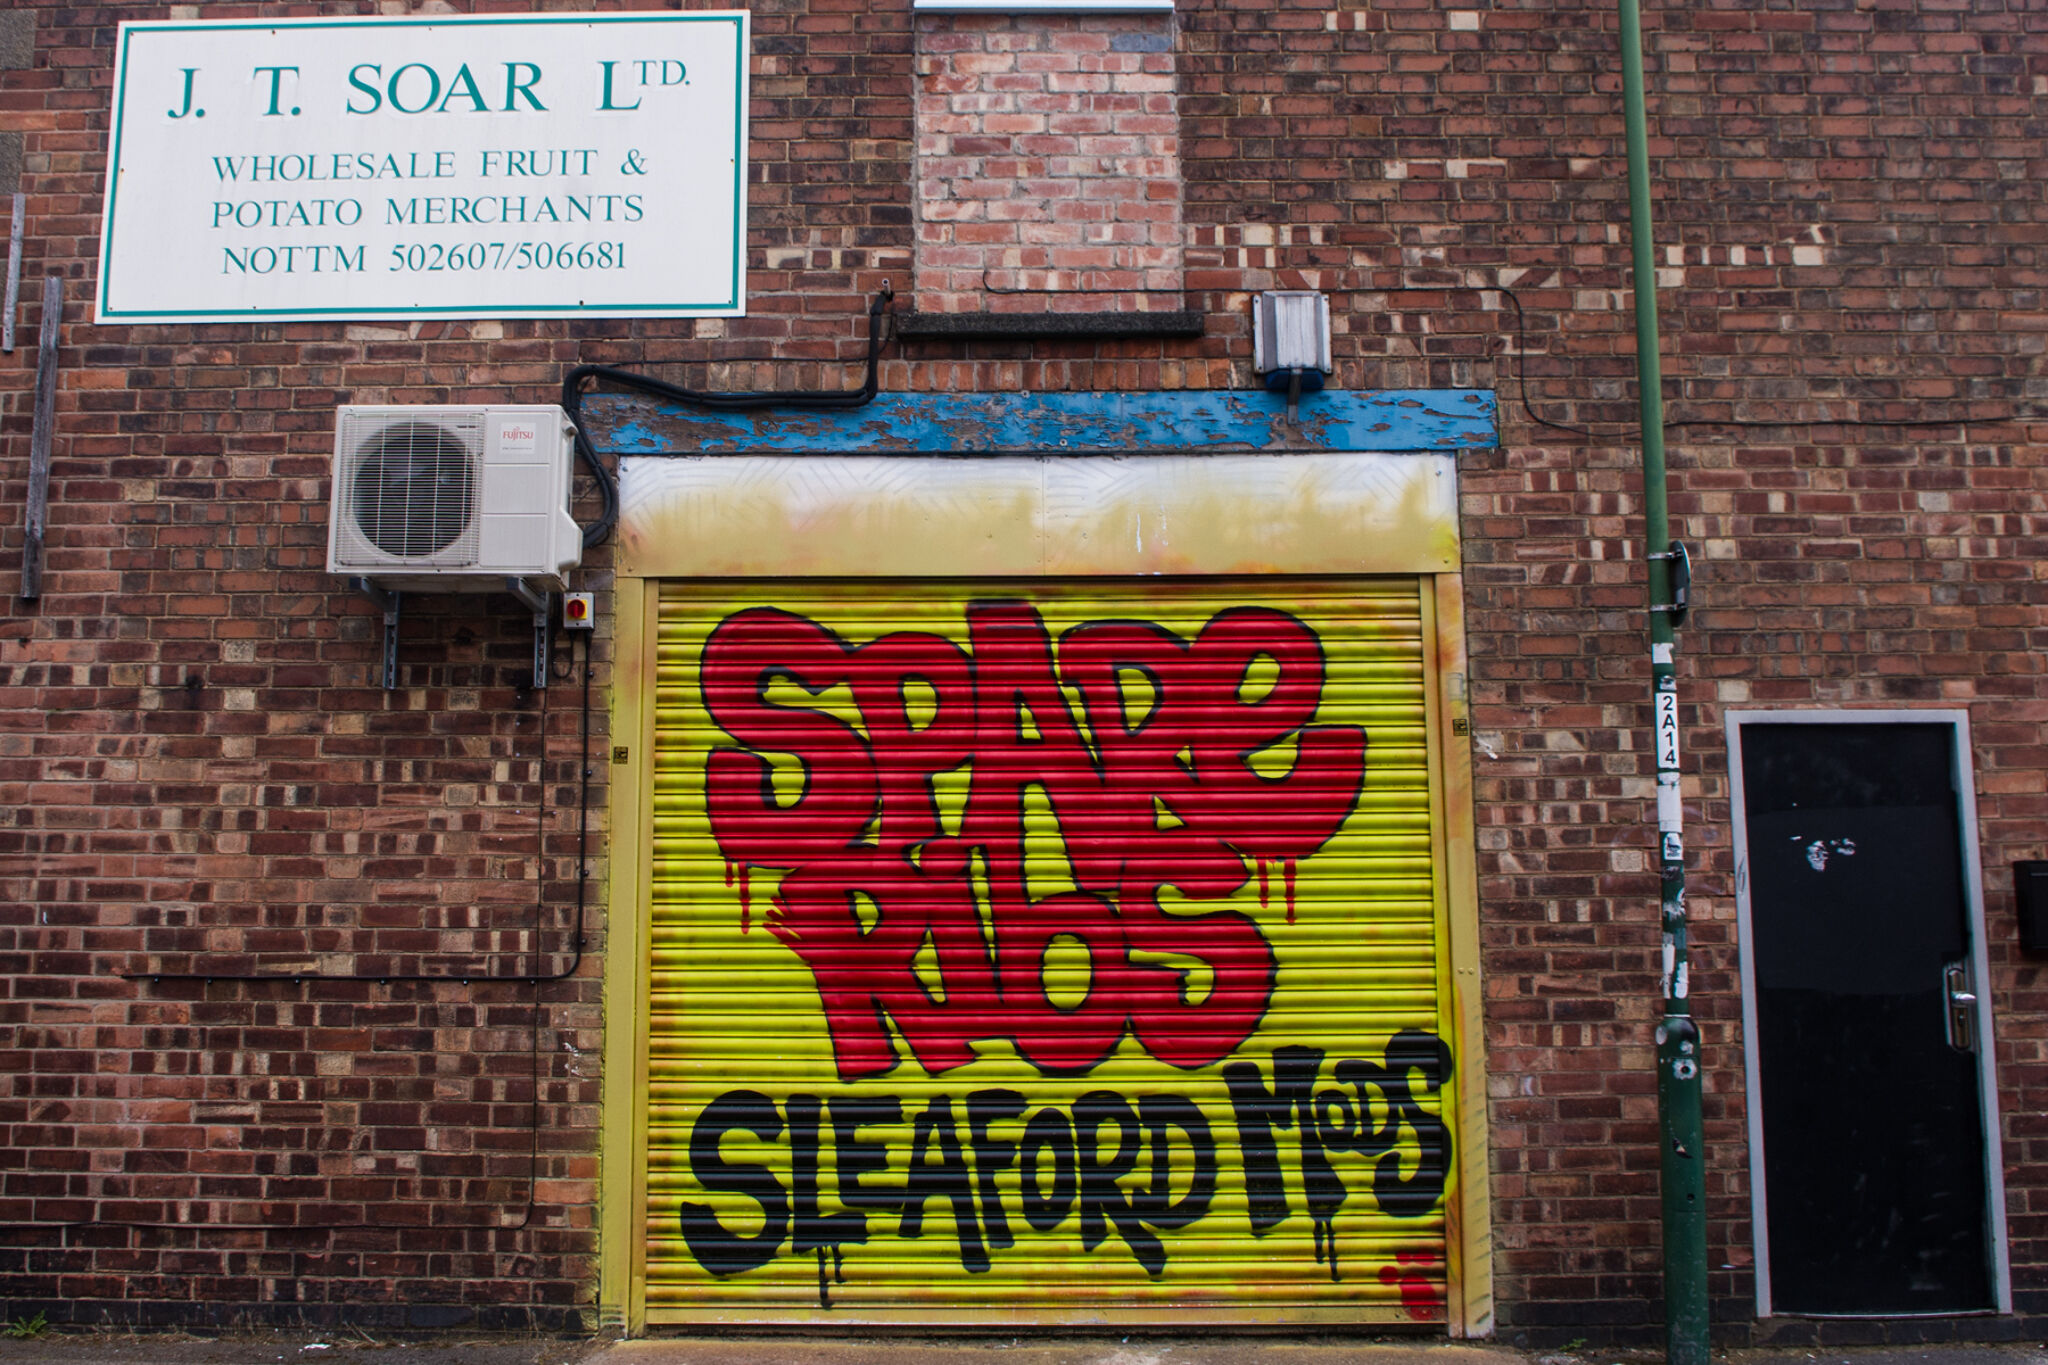 J. T. SOAR LTD.
WHOLESALE FRUIT &
POTATO MERCHANTS
NOTTM 502607/506681
FUJITSU
SPARE
RibS
SLEAFORD MODS
2A14